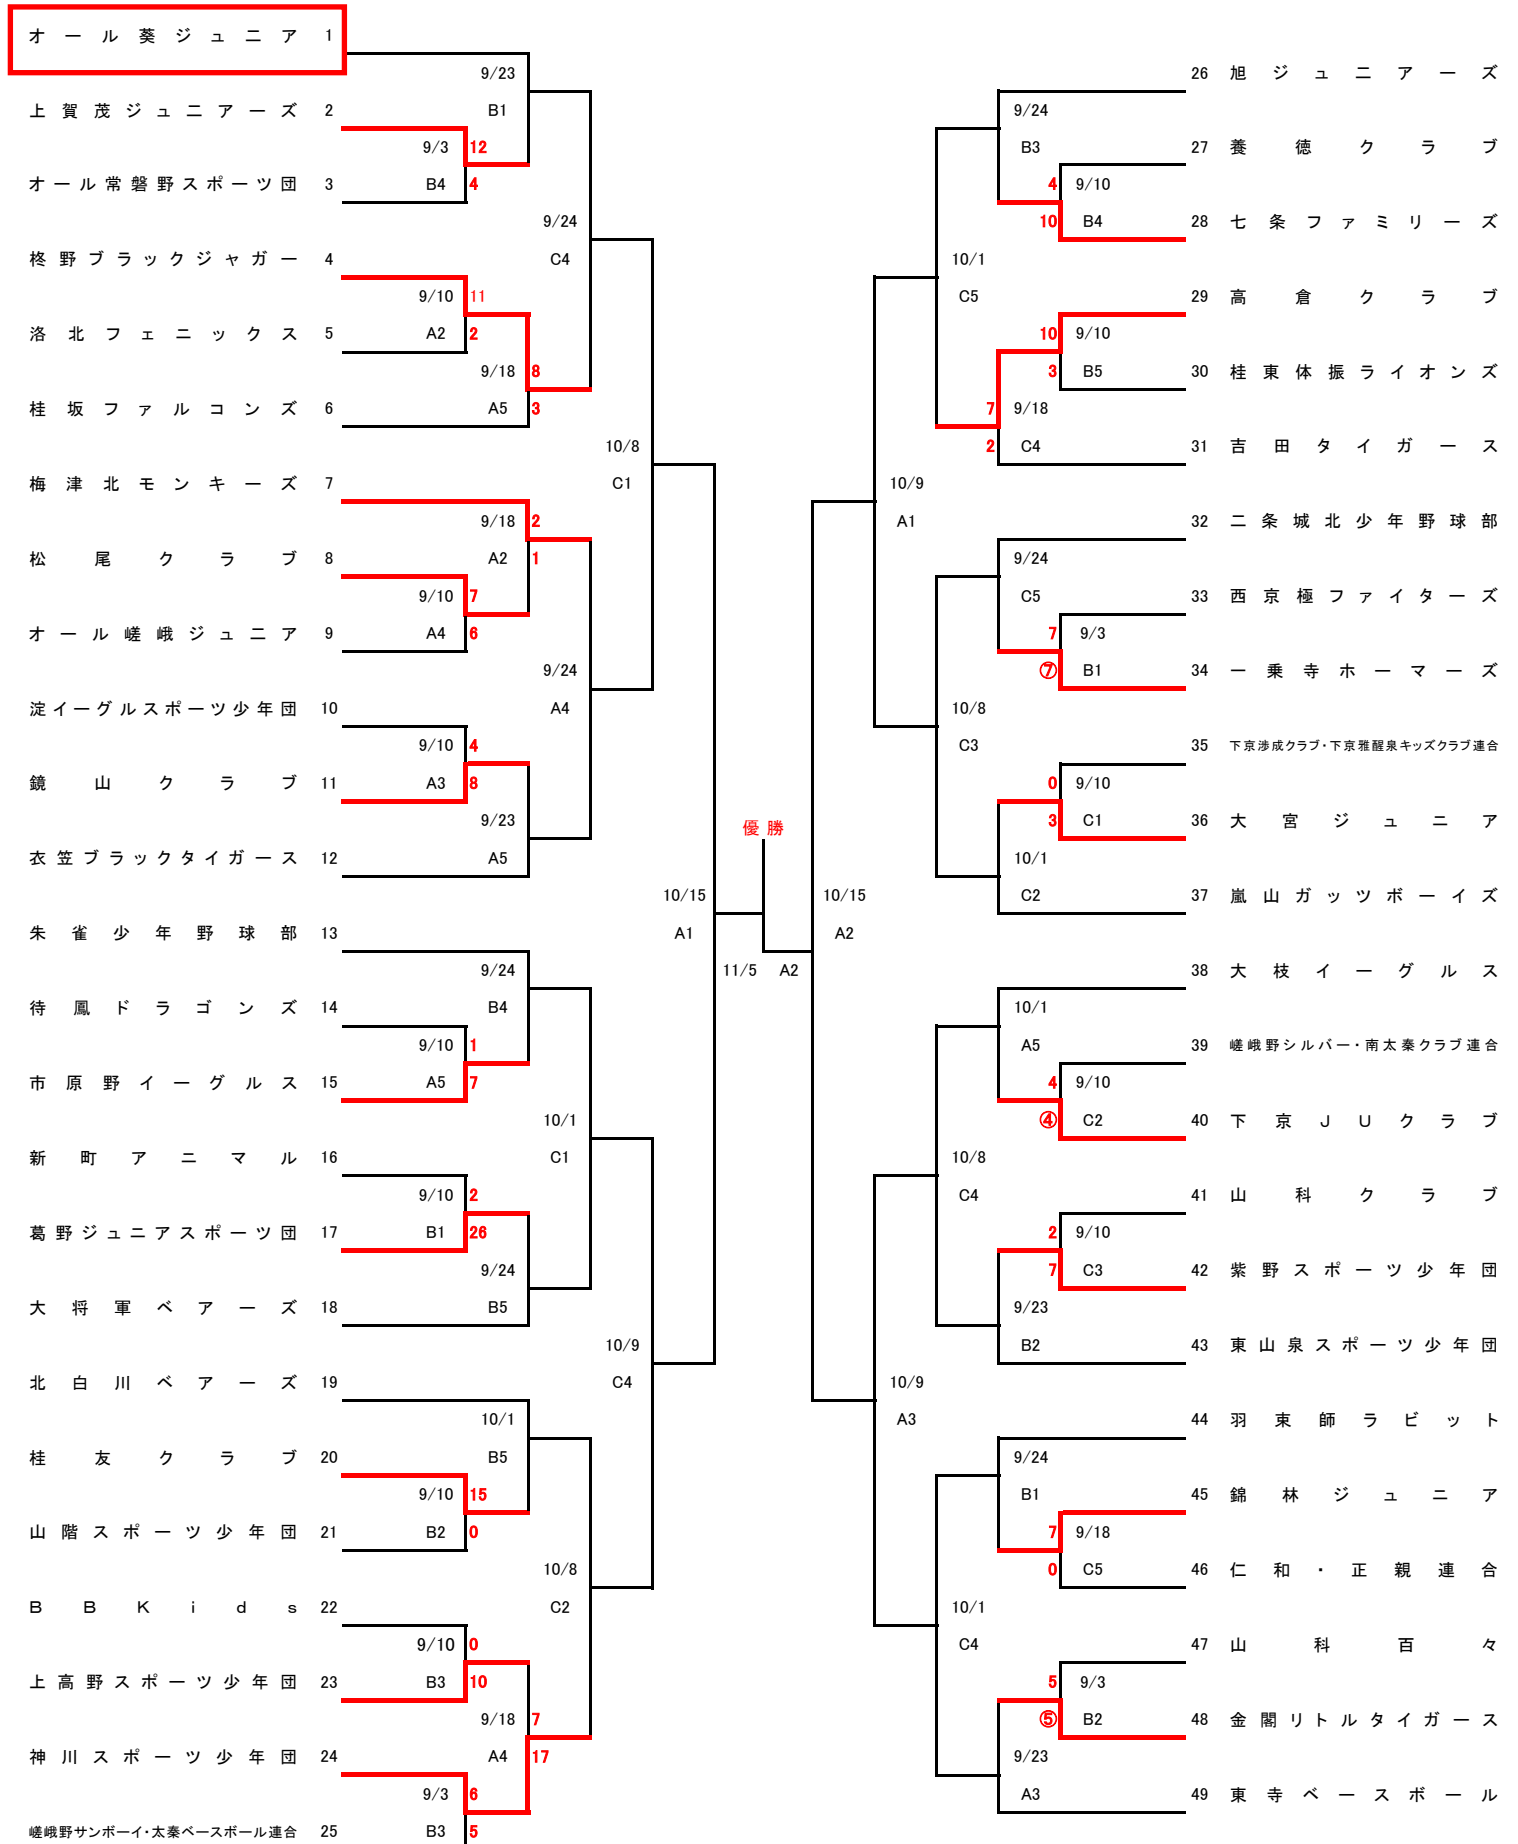 オール葵ジュニア 1
9/23
B1
上賀茂ジュニアーズ 2
9/3 12
B4 4
オール常磐野スポーツ団 3
9/24
C4
柊野ブラックジャガー 4
9/10 11
A2 2
洛北フェニックス 5
9/18 8
A5 3
桂坂ファルコンズ 6
10/8
C1
梅津北モンキーズ 7
9/18 2
A2 1
松尾クラブ 8
9/10 7
A4 6
オール嵯峨ジュニア 9
9/24
A4
淀イーグルスポーツ少年団 10
9/10 4
A3 8
鏡山クラブ 11
9/23
A5
衣笠ブラックタイガース 12
10/15
A1
朱雀少年野球部 13
9/24
B4
待鳳ドラゴンズ 14
9/10 1
A5 7
市原野イーグルス 15
10/1
C1
新町アニマル 16
9/10 2
B1 26
葛野ジュニアスポーツ団 17
9/24
B5
大将軍ベアーズ 18
10/9
C4
北白川ベアーズ 19
10/1
B5
桂友クラブ 20
9/10 15
B2 0
山階スポーツ少年団 21
10/8
C2
BBKids 22
9/10 0
B3 10
上高野スポーツ少年団 23
9/18 7
A4 17
神川スポーツ少年団 24
9/3 6
B3 5
嵯峨野サンボーイ・太秦ベースボール連合 25
優勝
11/5 A2
26 旭ジュニアーズ
9/24
B3
27 養徳クラブ
4 9/10
10 B4
28 七条ファミリーズ
10/1
C5
29 高倉クラブ
10 9/10
3 B5
30 桂東体振ライオンズ
7 9/18
2 C4
31 吉田タイガース
10/9
A1
32 二条城北少年野球部
9/24
C5
33 西京極ファイターズ
7 9/3
⑦ B1
34 一乗寺ホーマーズ
10/8
C3
35 下京渉成クラブ・下京雅醒泉キッズクラブ連合
0 9/10
3 C1
36 大宮ジュニア
10/1
C2
37 嵐山ガッツボーイズ
10/15
A2
38 大枝イーグルス
10/1
A5
39 嵯峨野シルバー・南太秦クラブ連合
4 9/10
④ C2
40 下京JUクラブ
10/8
C4
41 山科クラブ
2 9/10
7 C3
42 紫野スポーツ少年団
9/23
B2
43 東山泉スポーツ少年団
10/9
A3
44 羽束師ラビット
9/24
B1
45 錦林ジュニア
7 9/18
0 C5
46 仁和・正親連合
10/1
C4
47 山科百々
5 9/3
⑤ B2
48 金閣リトルタイガース
9/23
A3
49 東寺ベースボール